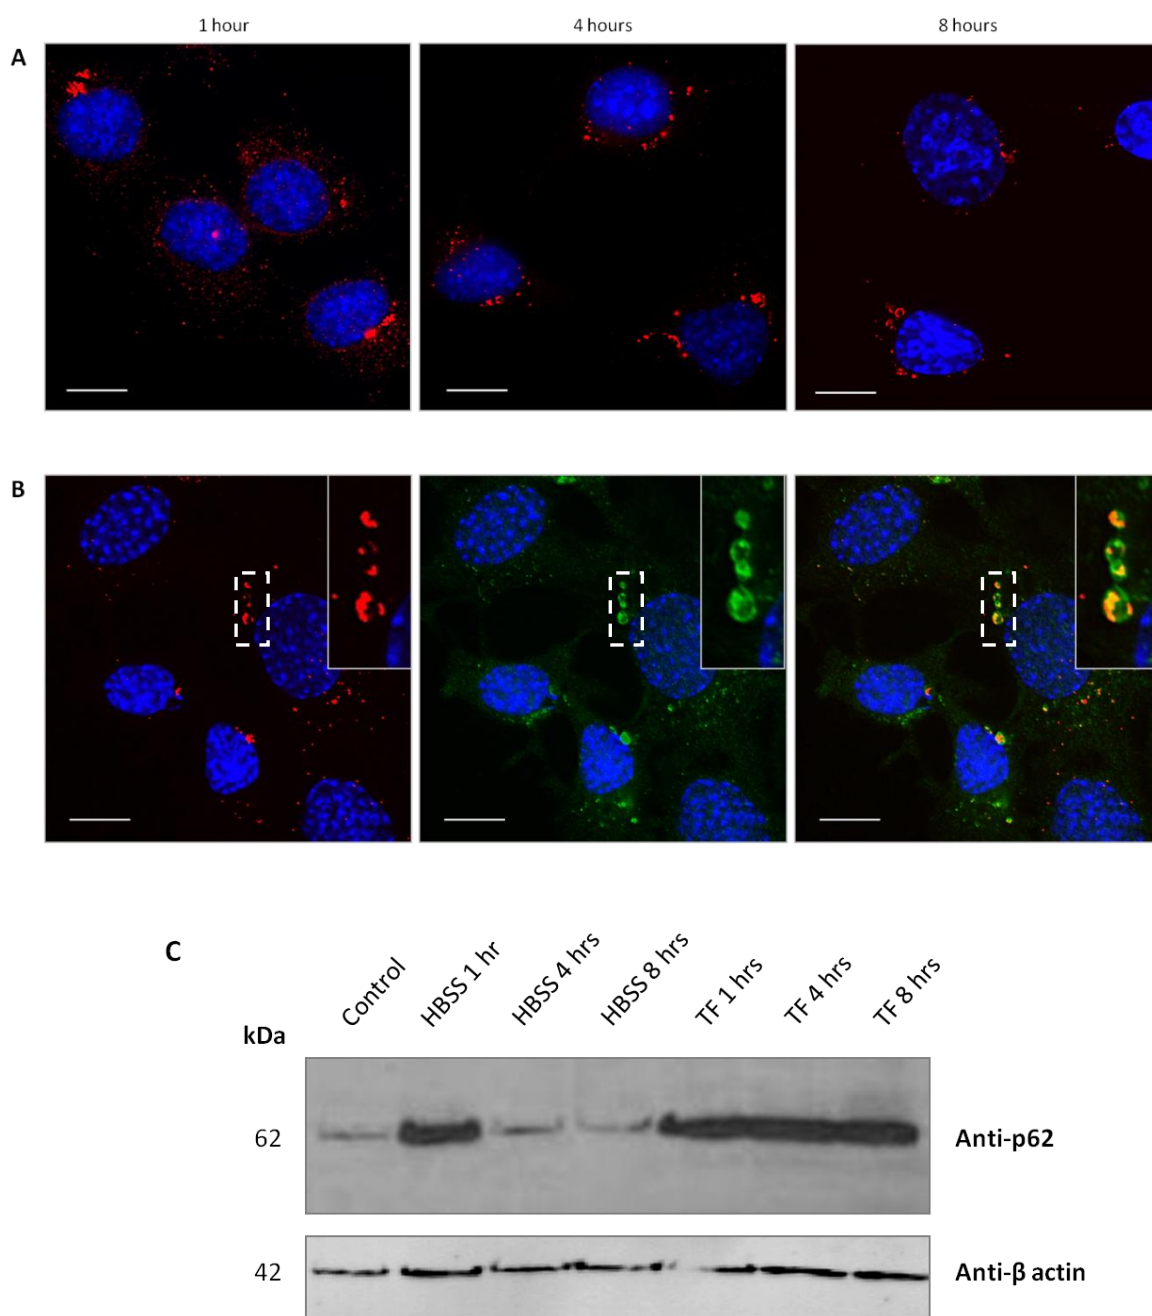 1 hour 4 hours 8 hours
A
B
C
Control HBSS 1 hr HBSS 4 hrs HBSS 8 hrs TF 1 hrs TF 4 hrs TF 8 hrs
kDa
62 Anti-p62
42 Anti-β actin